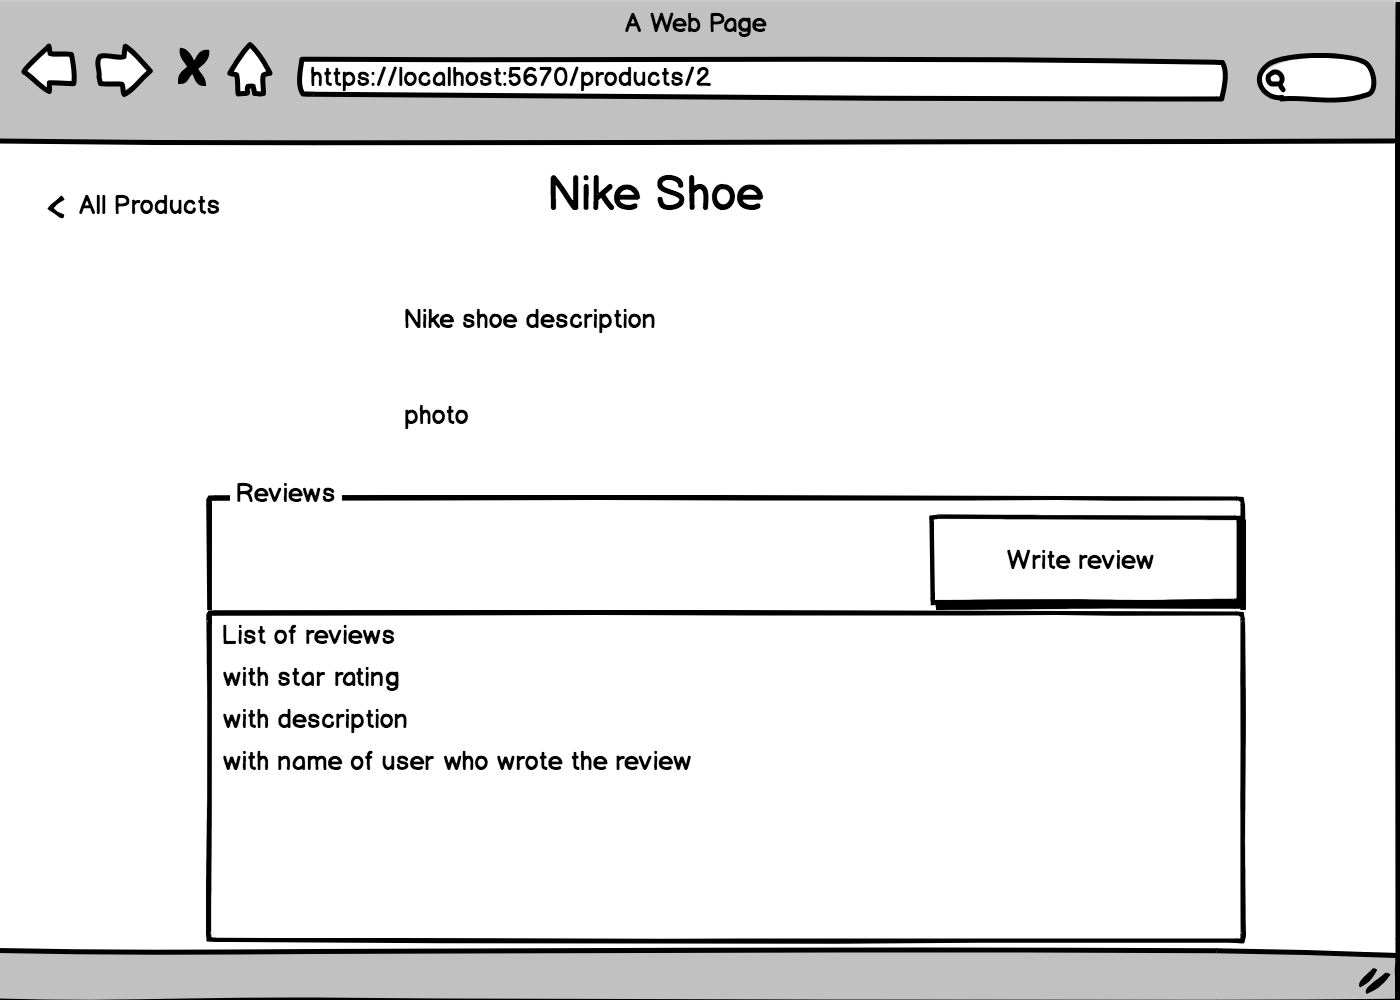 A Web Page
https://localhost:5670/products/2
All Products
Nike Shoe
Nike shoe description
photo
Reviews
Write review
List of reviews
with star rating
with description
with name of user who wrote the review